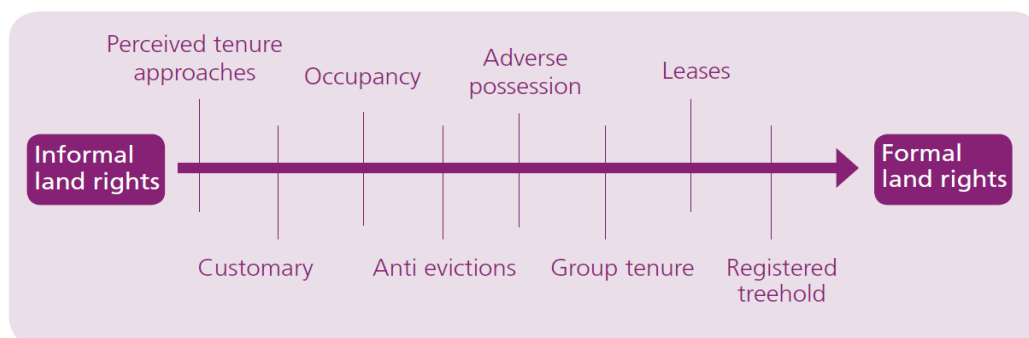 Perceived tenure
approaches
Occupancy
Adverse
possession
Leases
Informal
land rights
Formal
land rights
Customary
Anti evictions
Group tenure
Registered
treehold